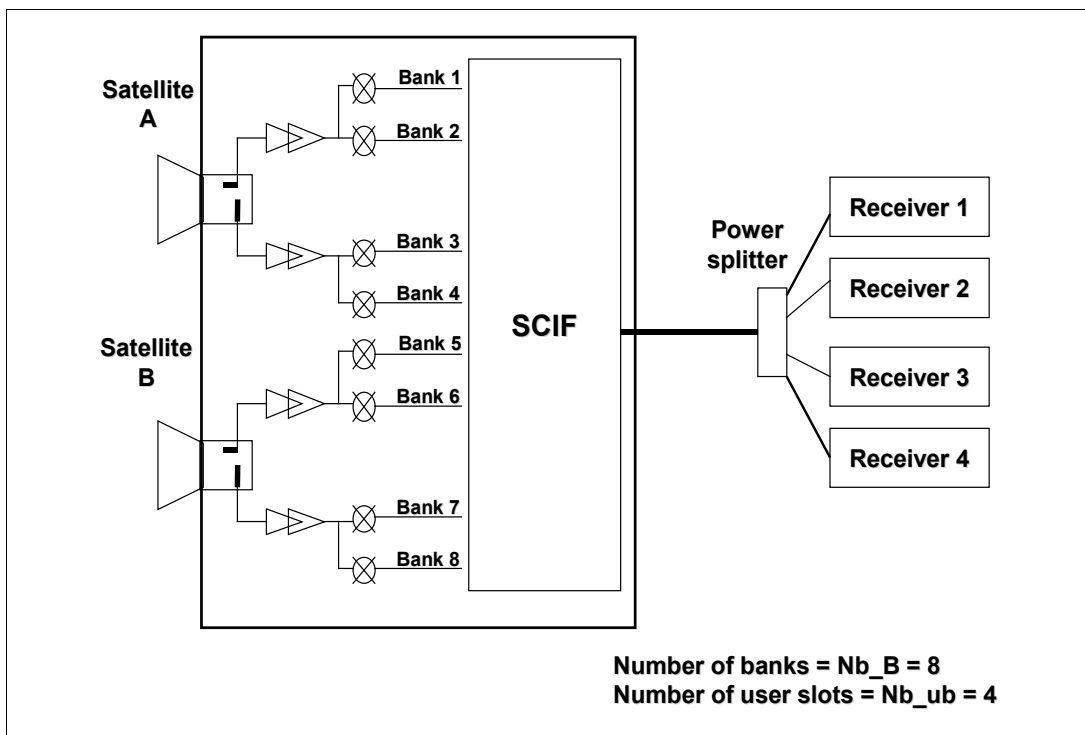 Satellite
A
Bank 1
Bank 2
Bank 3
Bank 4
Satellite
B
Bank 5
Bank 6
Bank 7
Bank 8
SCIF
Power
splitter
Receiver 1
Receiver 2
Receiver 3
Receiver 4
Number of banks = Nb_B = 8
Number of user slots = Nb_ub = 4